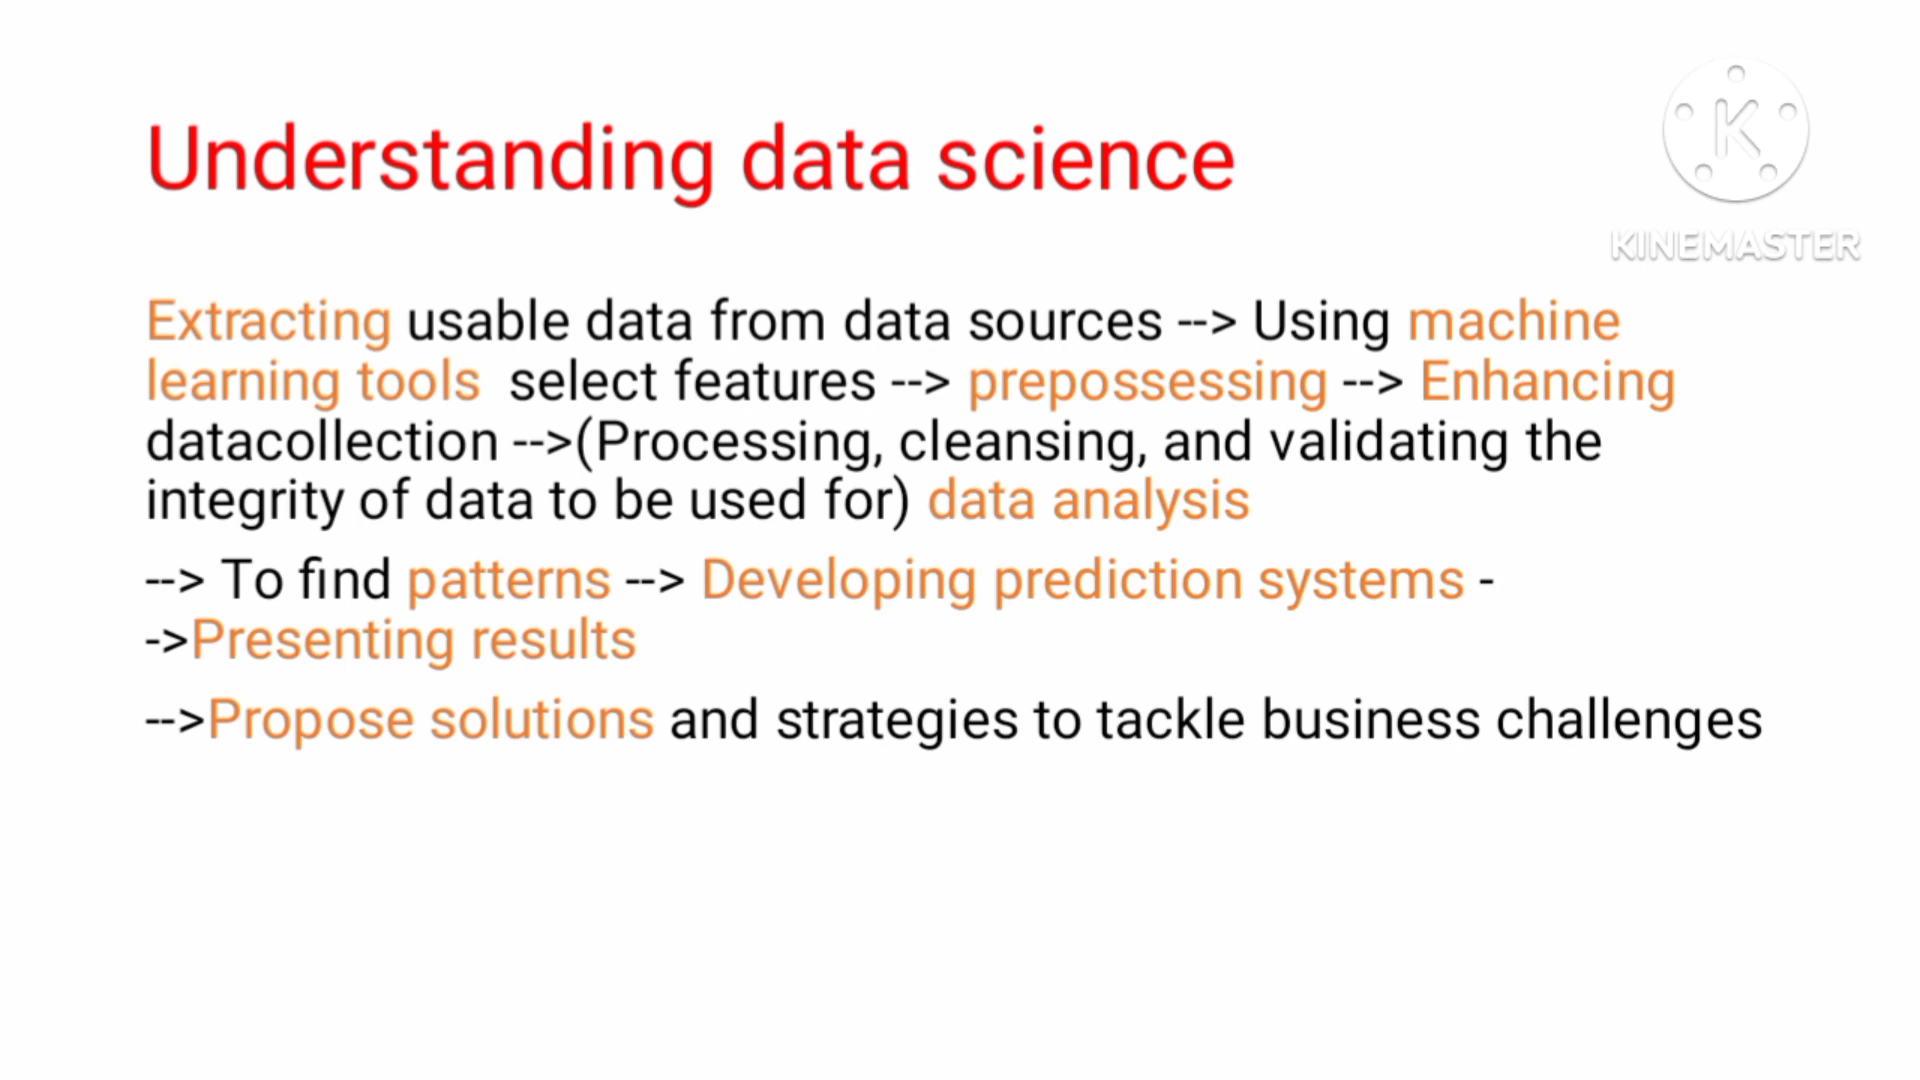 Understanding data science
K
KINEMASTER
Extracting usable data from data sources --> Using machine
learning tools  select features --> prepossessing --> Enhancing
datacollection -->(Processing, cleansing, and validating the
integrity of data to be used for) data analysis
--> To find patterns --> Developing prediction systems -
->Presenting results
-->Propose solutions and strategies to tackle business challenges